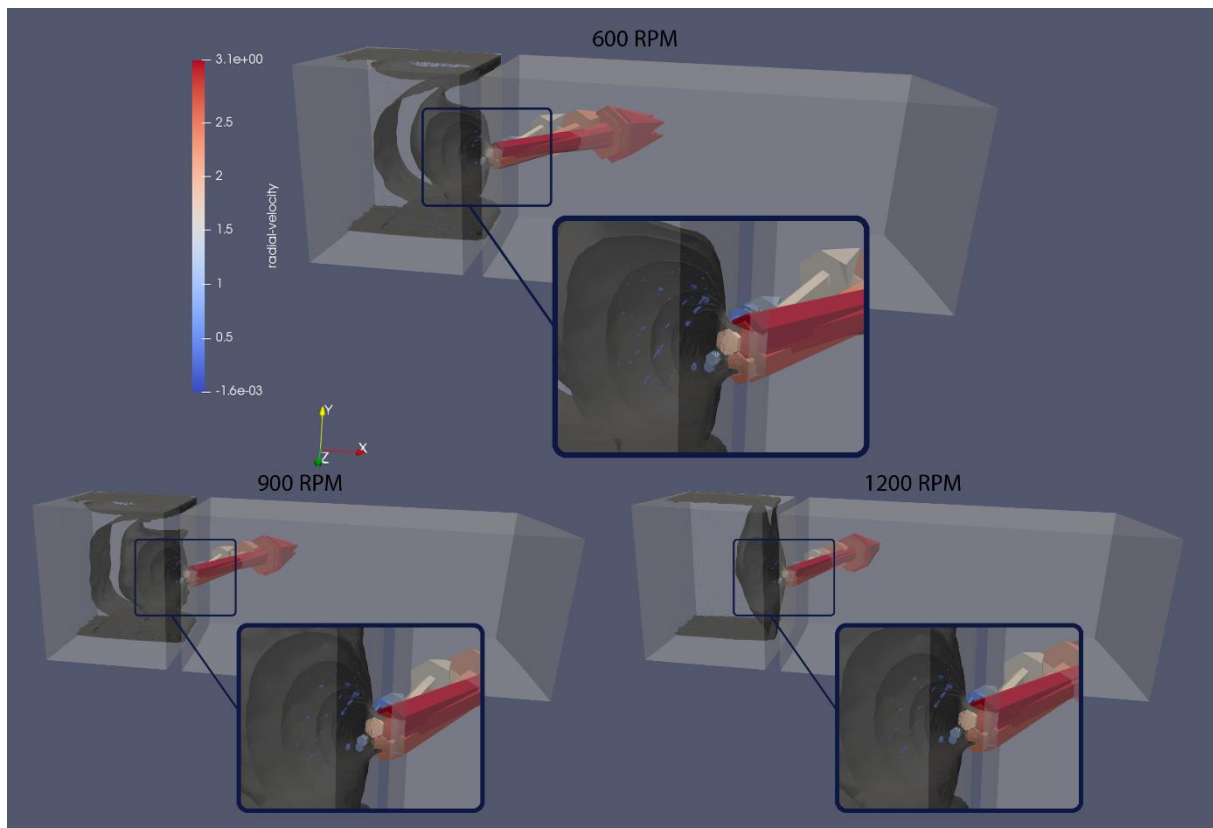 600 RPM
3.1e+00
2.5
2
1.5
1
0.5
-1.6e-03
radial-velocity
Y
X
Z
900 RPM
1200 RPM